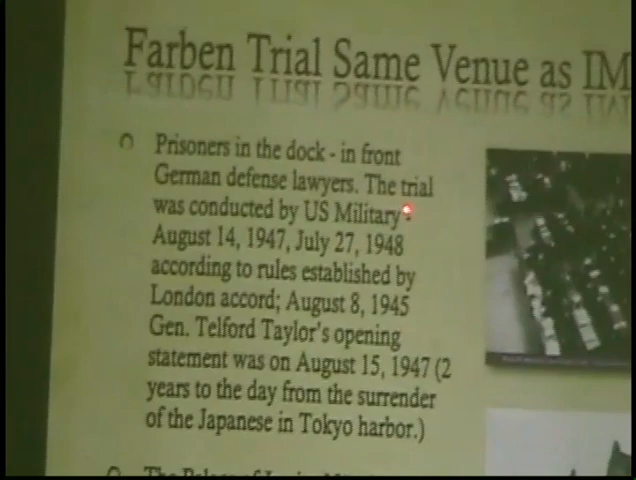 Farben Trial Same Venue as IM
Prisoners in the dock - in front
German defense lawyers. The trial
was conducted by US Military -
August 14, 1947, July 27, 1948
according to rules established by
London accord; August 8, 1945
Gen. Telford Taylor's opening
statement was on August 15, 1947 (2
years to the day from the surrender
of the Japanese in Tokyo harbor.)
The Palace of